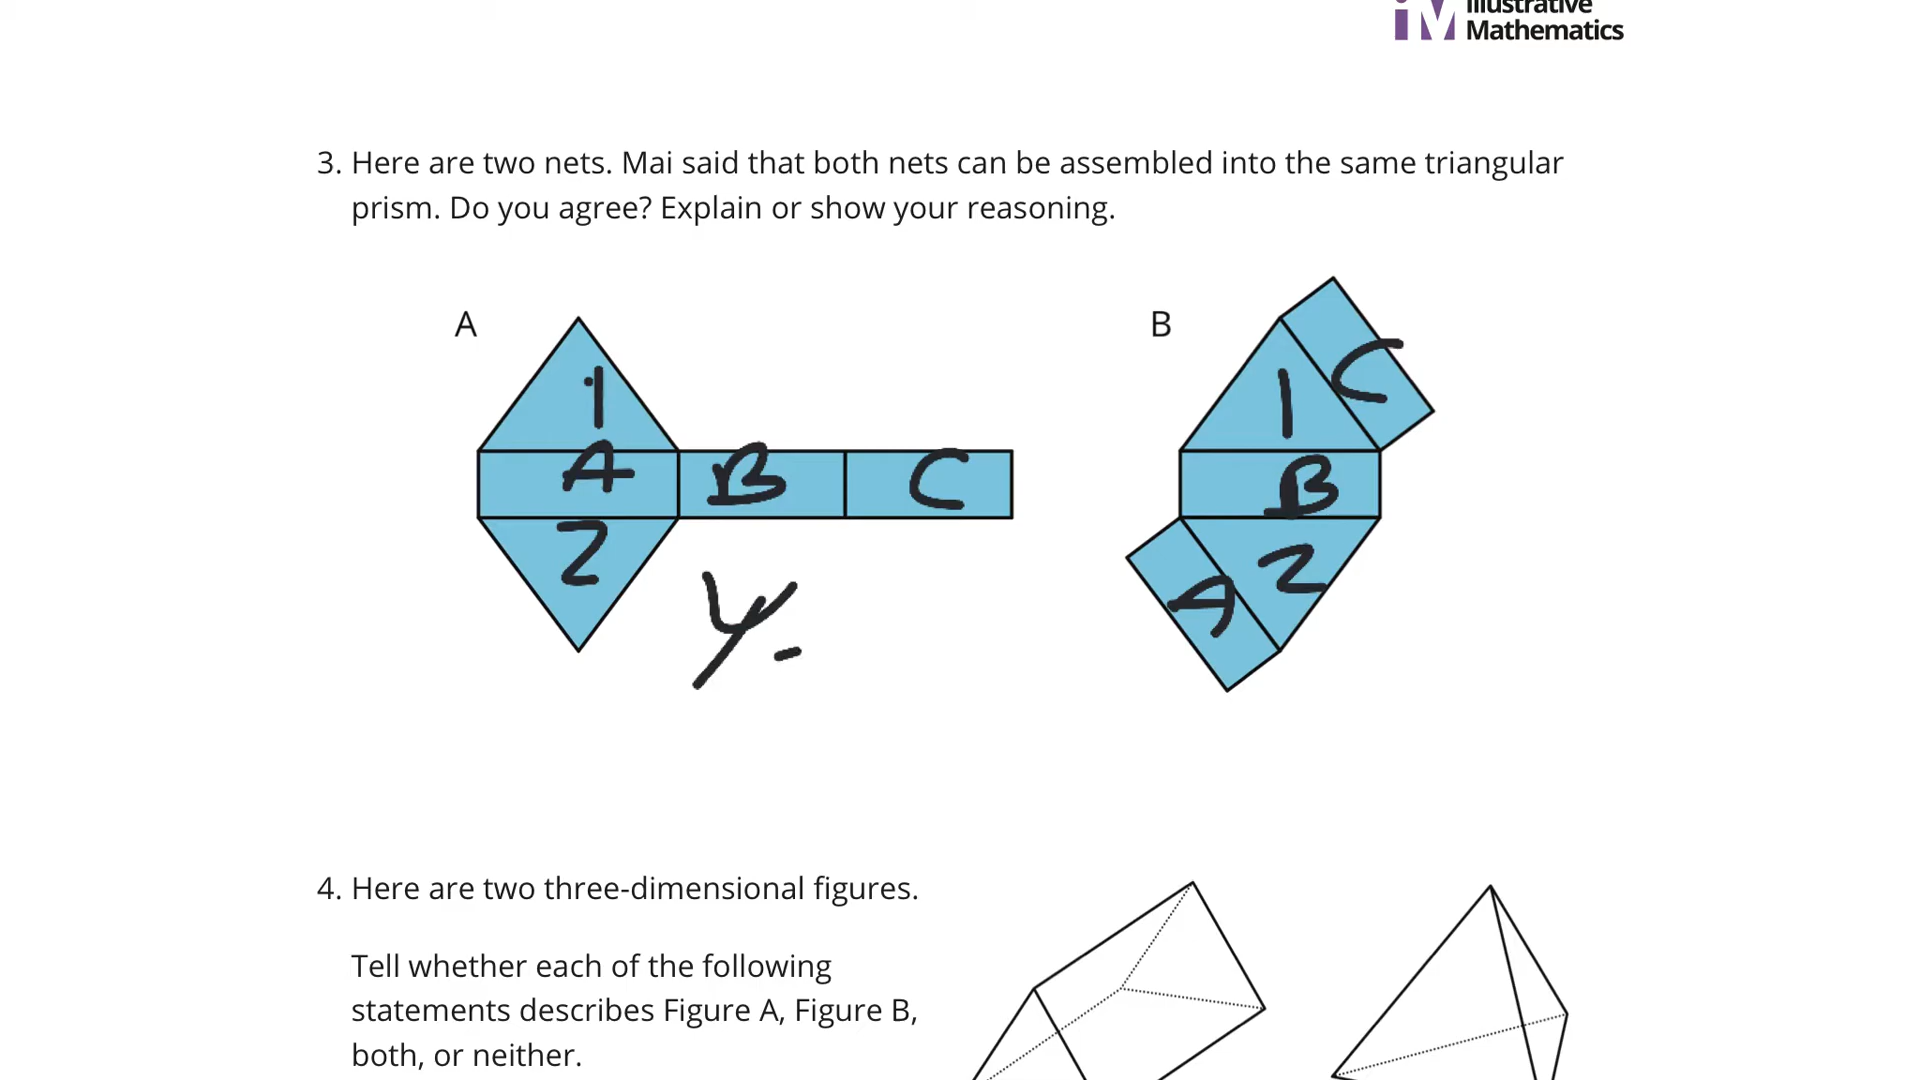 Illustrative
Mathematics
3. Here are two nets. Mai said that both nets can be assembled into the same triangular
prism. Do you agree? Explain or show your reasoning.
A
B
1
1
C
A
B
C
B
2
2
A
4. Here are two three-dimensional figures.
Tell whether each of the following
statements describes Figure A, Figure B,
both, or neither.